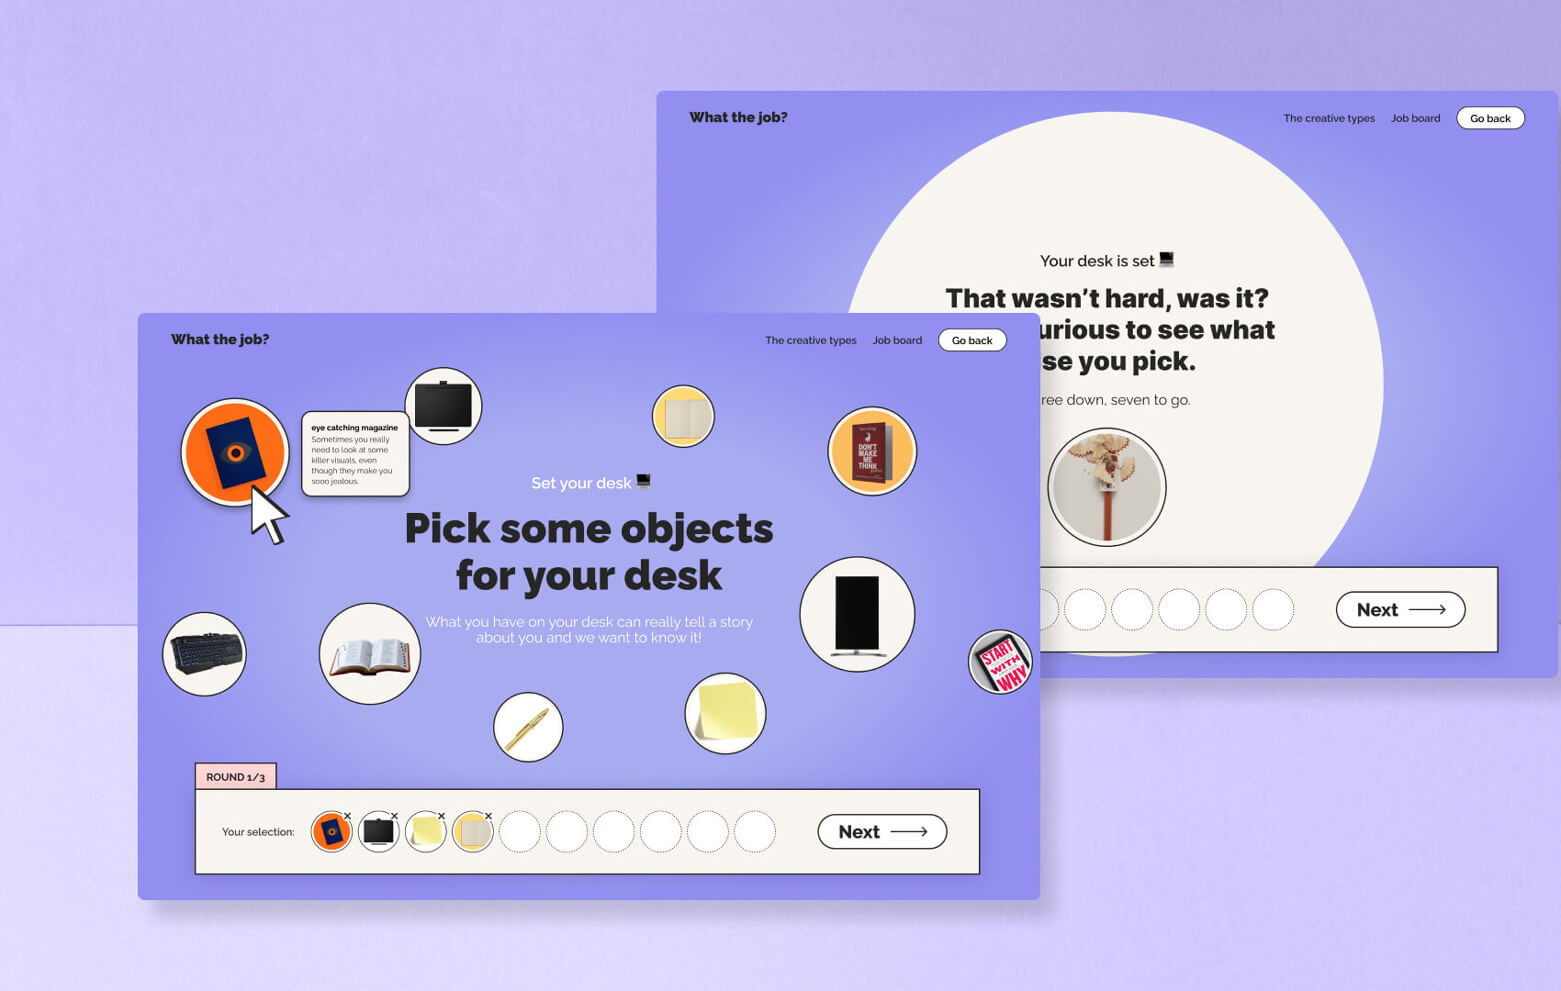 What the job?
The creative types
Job board
Go back
Your desk is set
That wasn't hard, was it?
urious to see what
se you pick.
ree down, seven to go.
Next
What the job?
The creative types
Job board
Go back
eye catching magazine
Sometimes you really
need to look at some
killer visuals, even
though they make you
sooo jealous.
DON'T
MAKE
ME
THINK
Set your desk
Pick some objects
for your desk
What you have on your desk can really tell a story
about you and we want to know it!
START
WITH
WHY
ROUND 1/3
Your selection:
Next